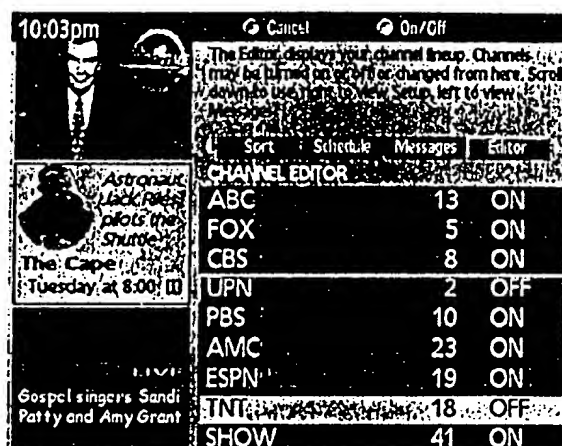 10:03pm
Cancel On/Off
The Editor displays your channel lineup. Channels
may be turned on or off or changed from here. Scroll
down to use, right to view Setup, left to view
Sort Schedule Messages Editor
CHANNEL EDITOR
ABC 13 ON
FOX 5 ON
CBS 8 ON
UPN 2 OFF
PBS 10 ON
AMC 23 ON
ESPN 19 ON
TNT 18 OFF
SHOW 41 ON
Astronaut
Jack Riles
pilots the
Shuttle.
The Cape
Tuesday at 8:00
LIVE
Gospel singers Sandi
Patty and Amy Grant